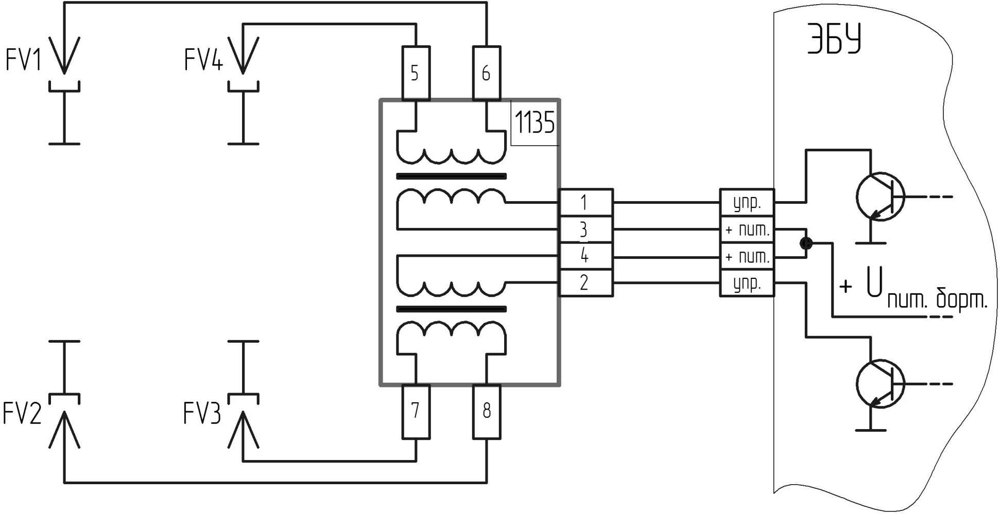 FV1
FV4
5
6
ЭБУ
1135
1
упр.
3
+ пит.
4
+ пит.
2
упр.
+ U пит. борт.
FV2
FV3
7
8